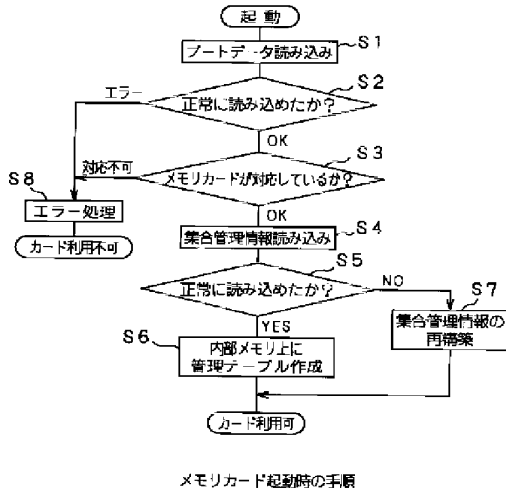 起動
S1
ブートデータ読み込み
S2
エラー
正常に読み込めたか?
OK
S3
対応不可
メモリカードが対応しているか?
S8
エラー処理
OK
S4
カード利用不可
集合管理情報読み込み
S5
正常に読み込めたか?
NO
S7
YES
集合管理情報の
再構築
S6
内部メモリ上に
管理テーブル作成
カード利用可
メモリカード起動時の手順